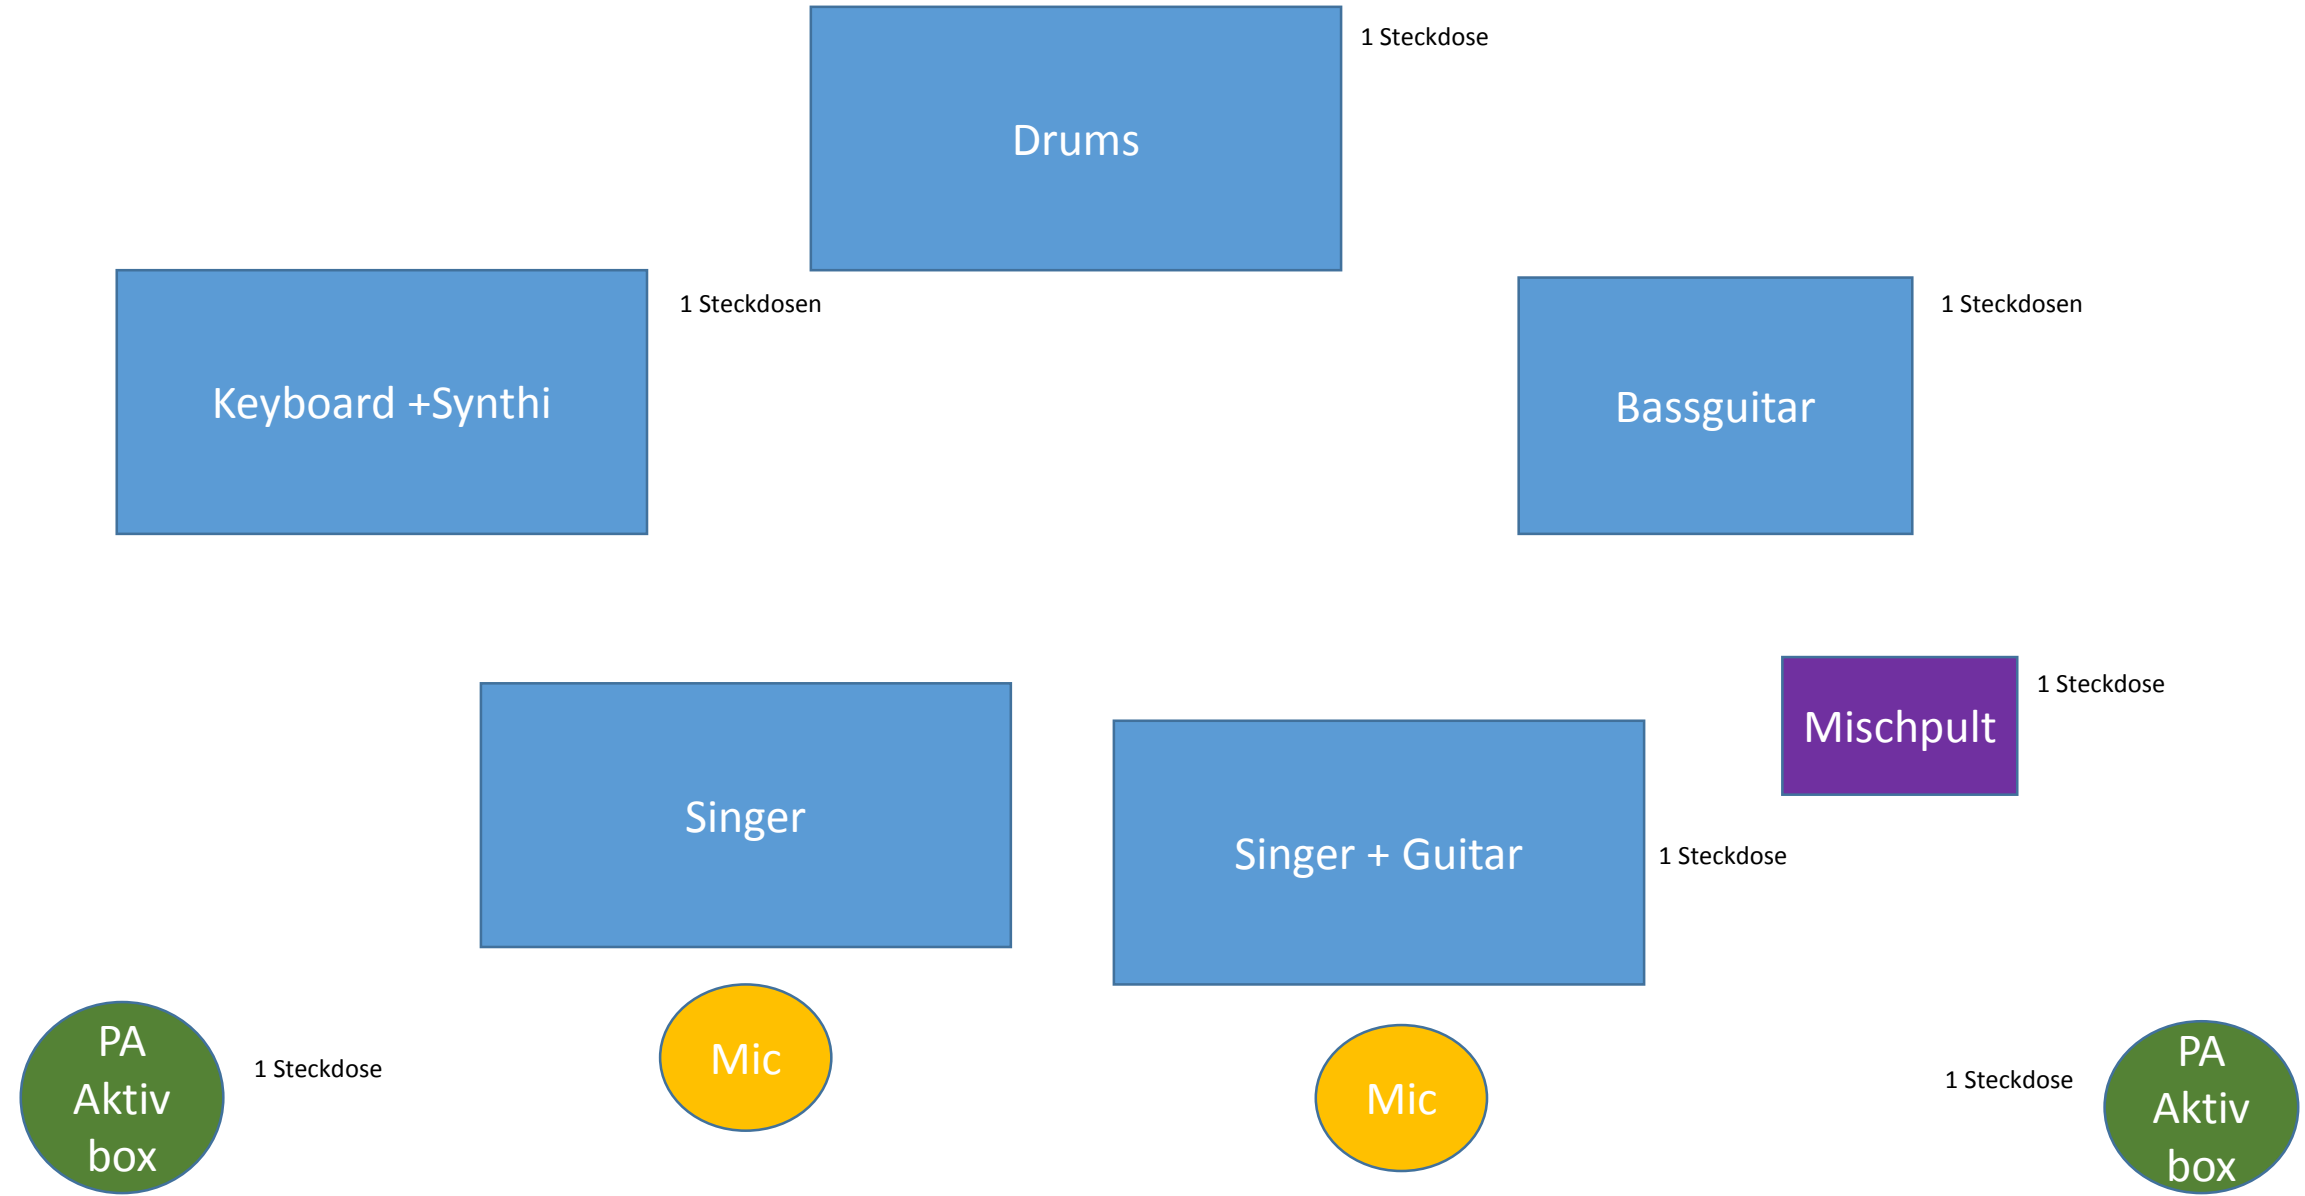 1 Steckdose
Drums
1 Steckdosen
1 Steckdosen
Keyboard +Synthi
Bassguitar
1 Steckdose
Mischpult
Singer
Singer + Guitar
1 Steckdose
PA
Aktiv
box
1 Steckdose
Mic
Mic
1 Steckdose
PA
Aktiv
box